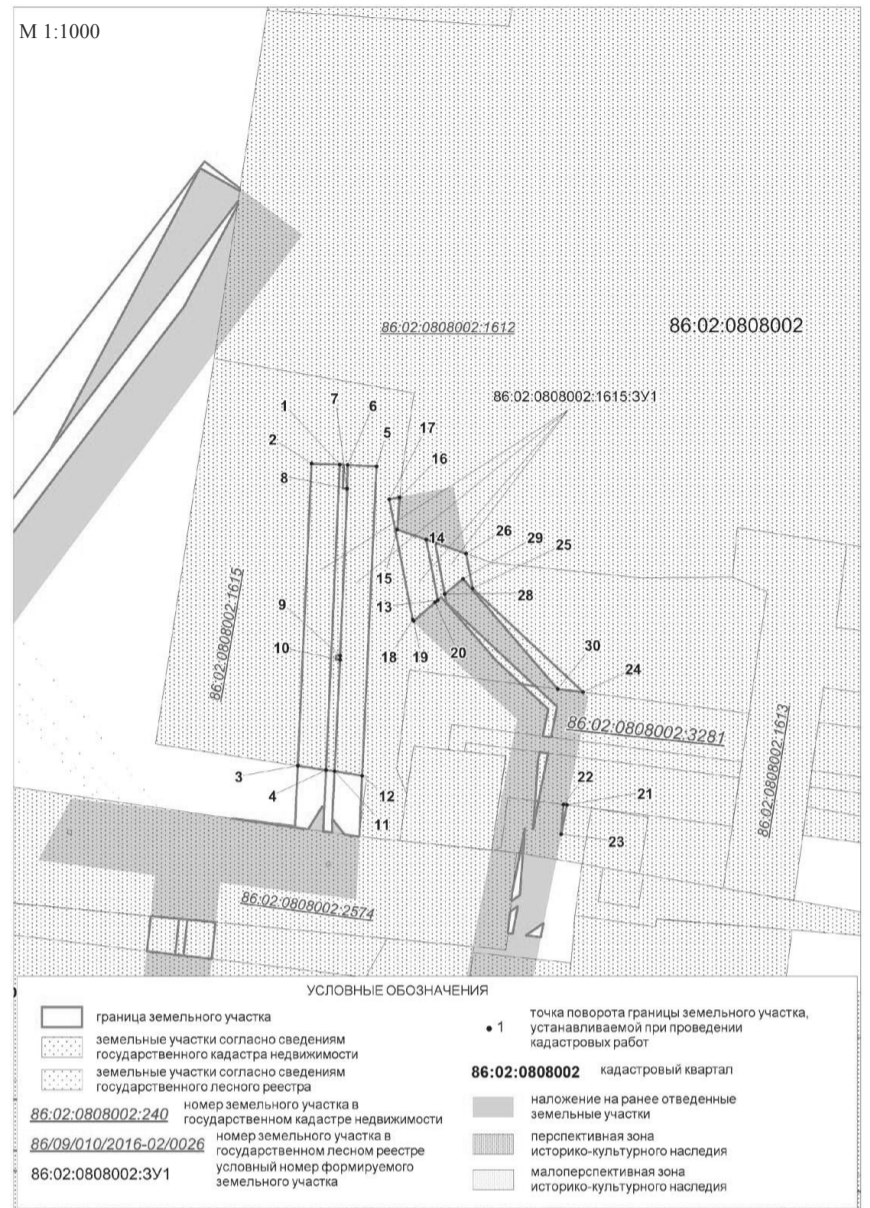 М 1:1000
86:02:0808002:1612
86:02:0808002
86:02:0808002:1615:ЗУ1
1
7
6
2
5
17
8
16
14
26
29
25
15
9
13
28
10
18
19
20
30
24
86:02:0808002:1615
86:02:0808002:3281
86:02:0808002:1613
3
4
12
11
22
21
23
86:02:0808002:2574
УСЛОВНЫЕ ОБОЗНАЧЕНИЯ
граница земельного участка
земельные участки согласно сведениям
государственного кадастра недвижимости
земельные участки согласно сведениям
государственного лесного реестра
86:02:0808002:240
номер земельного участка в
государственном кадастре недвижимости
86/09/010/2016-02/0026
номер земельного участка в
государственном лесном реестре
86:02:0808002:ЗУ1
условный номер формируемого
земельного участка
1
точка поворота границы земельного участка,
устанавливаемой при проведении
кадастровых работ
86:02:0808002
кадастровый квартал
наложение на ранее отведенные
земельные участки
перспективная зона
историко-культурного наследия
малоперспективная зона
историко-культурного наследия